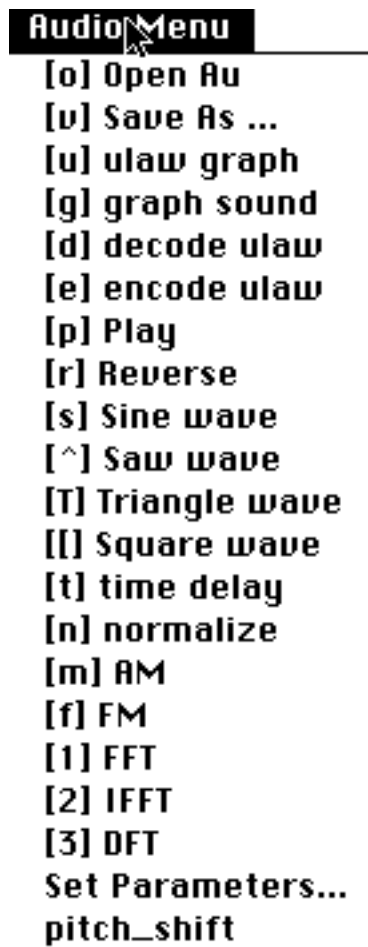 Audio Menu
[o] Open Au
[v] Save As ...
[u] ulaw graph
[g] graph sound
[d] decode ulaw
[e] encode ulaw
[p] Play
[r] Reverse
[s] Sine wave
[^] Saw wave
[T] Triangle wave
[[] Square wave
[t] time delay
[n] normalize
[m] AM
[f] FM
[1] FFT
[2] IFFT
[3] DFT
Set Parameters...
pitch_shift